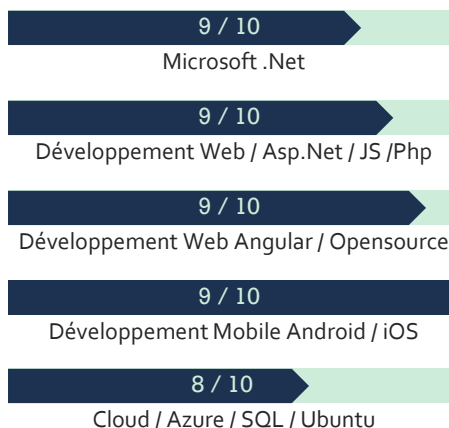 9 / 10
Microsoft .Net
9 / 10
Développement Web / Asp.Net / JS /Php
9 / 10
Développement Web Angular / Opensource
9 / 10
Développement Mobile Android / iOS
8 / 10
Cloud / Azure / SQL / Ubuntu